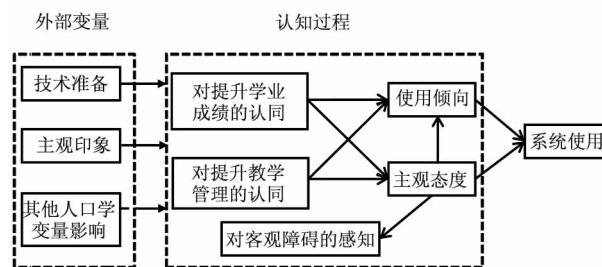 外部变量
认知过程
技术准备
主观印象
其他人口学
变量影响
对提升学业
成绩的认同
对提升教学
管理的认同
使用倾向
主观态度
对客观障碍的感知
系统使用